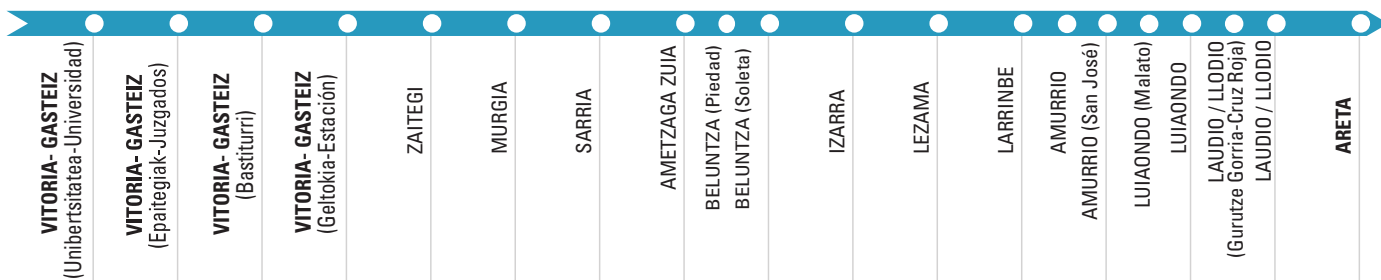 VITORIA- GASTEIZ
(Unibertsitatea-Universidad)
VITORIA- GASTEIZ
(Epaitegiak-Juzgados)
VITORIA- GASTEIZ
(Bastiturri)
VITORIA- GASTEIZ
(Geltokia-Estación)
ZAITEGI
MURGIA
SARRIA
AMETZAGA ZUIA
BELUNTZA (Piedad)
BELUNTZA (Soleta)
IZARRA
LEZAMA
LARRINBE
AMURRIO
AMURRIO (San José)
LUIAONDO (Malato)
LUIAONDO
LAUDIO / LLODIO
(Gurutze Gorria-Cruz Roja)
LAUDIO / LLODIO
ARETA